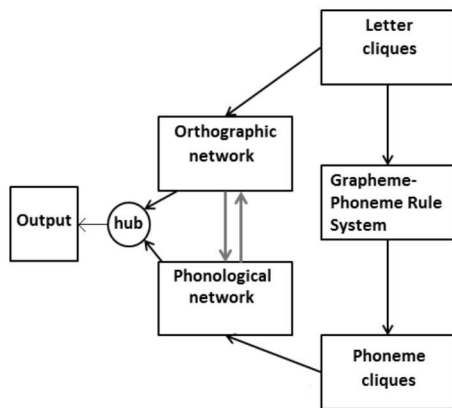 Letter
cliques
Orthographic
network
Grapheme-
Phoneme Rule
System
Output
hub
Phonological
network
Phoneme
cliques